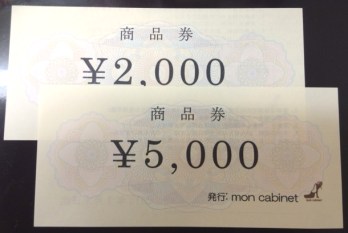 商品券
¥2,000
商品券
¥5,000
発行: mon cabinet